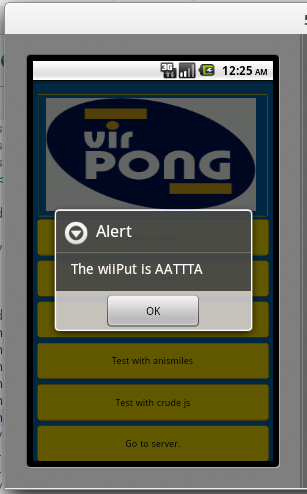 3G
12:25 AM
vir
PONG
Alert
The wiiPut is AATTTA
OK
Test with anismiles
Test with crude js
Go to server.